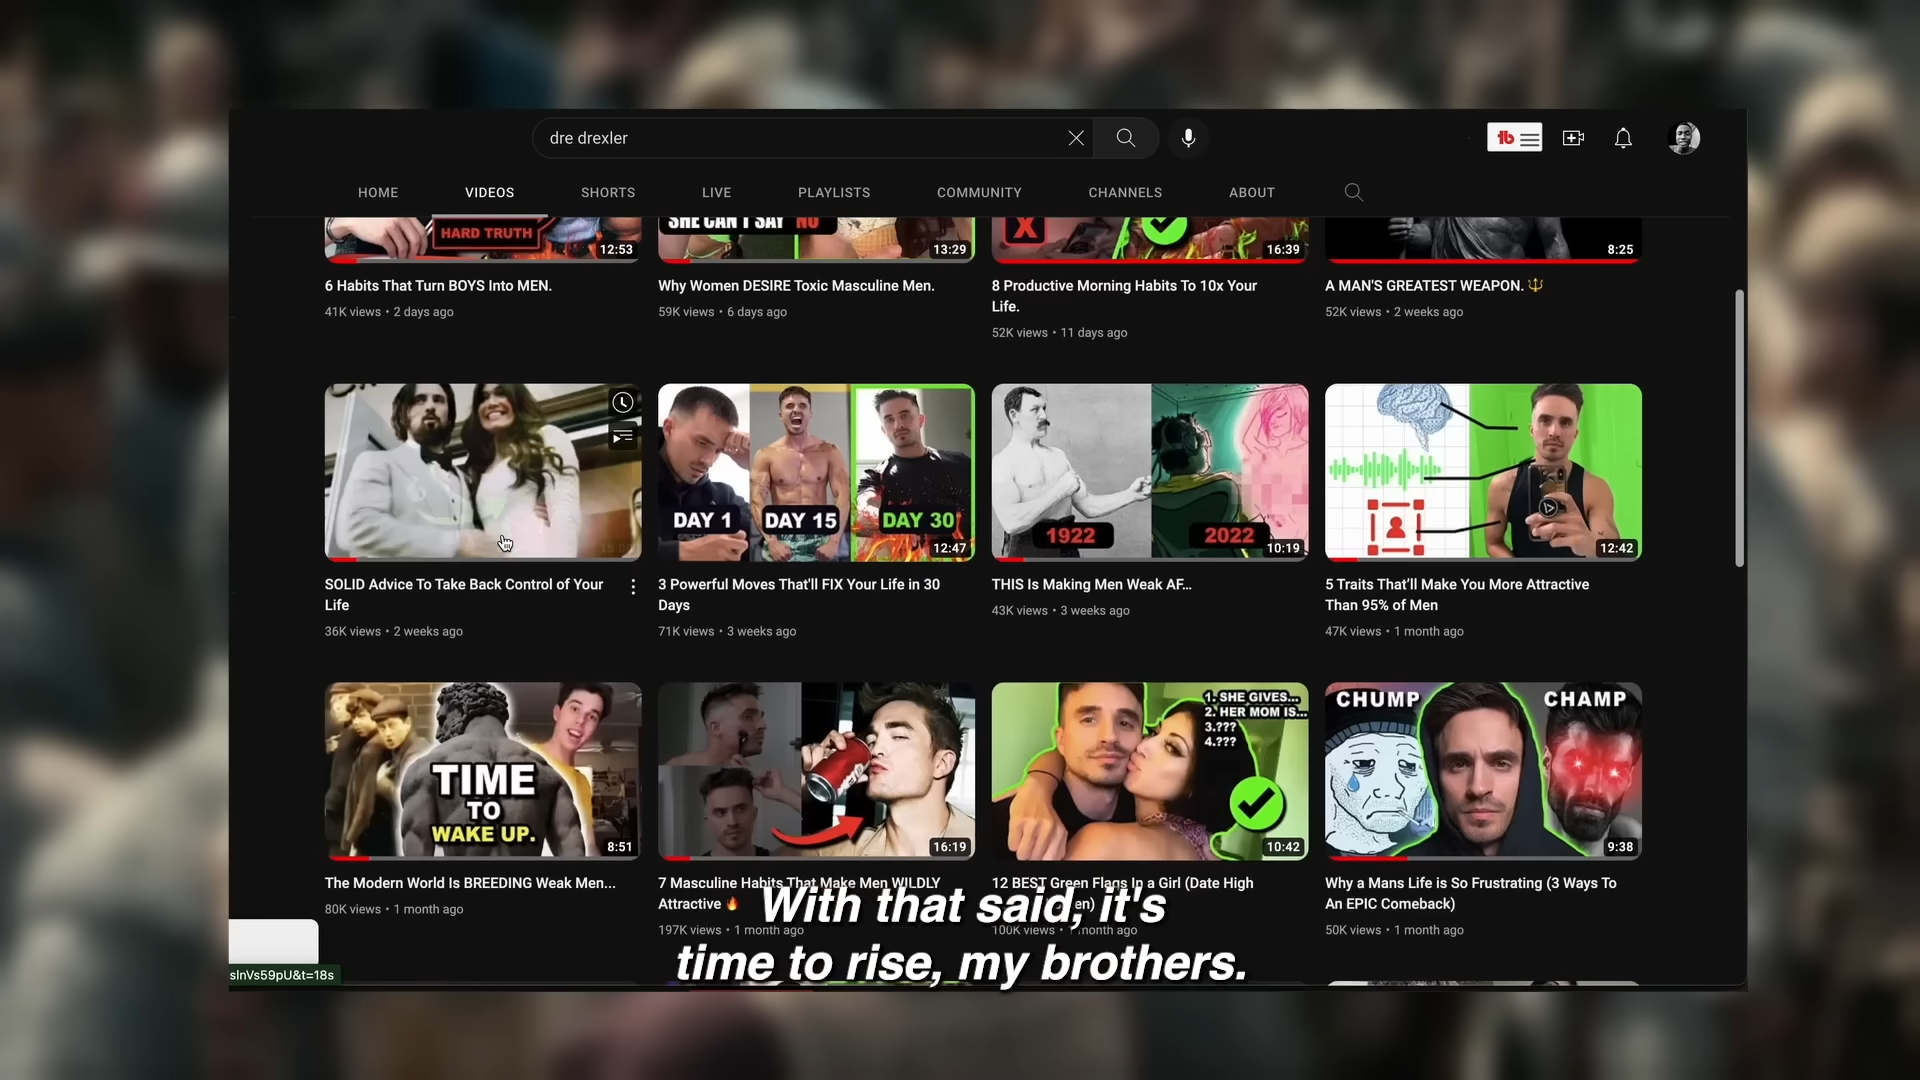 dre drexler
HOME VIDEOS SHORTS LIVE PLAYLISTS COMMUNITY CHANNELS ABOUT
HARD TRUTH
12:53
SHE CAN'T SAY NO
13:29
X
16:39
8:25
6 Habits That Turn BOYS Into MEN.
41K views • 2 days ago
Why Women DESIRE Toxic Masculine Men.
59K views • 6 days ago
8 Productive Morning Habits To 10x Your
Life.
52K views • 11 days ago
A MAN'S GREATEST WEAPON. 🔱
52K views • 2 weeks ago
DAY 1
DAY 15
DAY 30
12:47
1922
2022
10:19
12:42
SOLID Advice To Take Back Control of Your
Life
36K views • 2 weeks ago
3 Powerful Moves That'll FIX Your Life in 30
Days
71K views • 3 weeks ago
THIS Is Making Men Weak AF...
43K views • 3 weeks ago
5 Traits That'll Make You More Attractive
Than 95% of Men
47K views • 1 month ago
TIME
TO
WAKE UP.
8:51
16:19
1. SHE GIVES...
2. HER MOM IS...
3.???
4.???
10:42
CHUMP CHAMP
9:38
The Modern World Is BREEDING Weak Men...
80K views • 1 month ago
7 Masculine Habits That Make Men WILDLY
Attractive 🔥
197K views • 1 month ago
12 BEST Green Flags In a Girl (Date High
100K views • 1 month ago
Why a Mans Life is So Frustrating (3 Ways To
An EPIC Comeback)
50K views • 1 month ago
With that said, it's
time to rise, my brothers.
sInVs59pU&t=18s